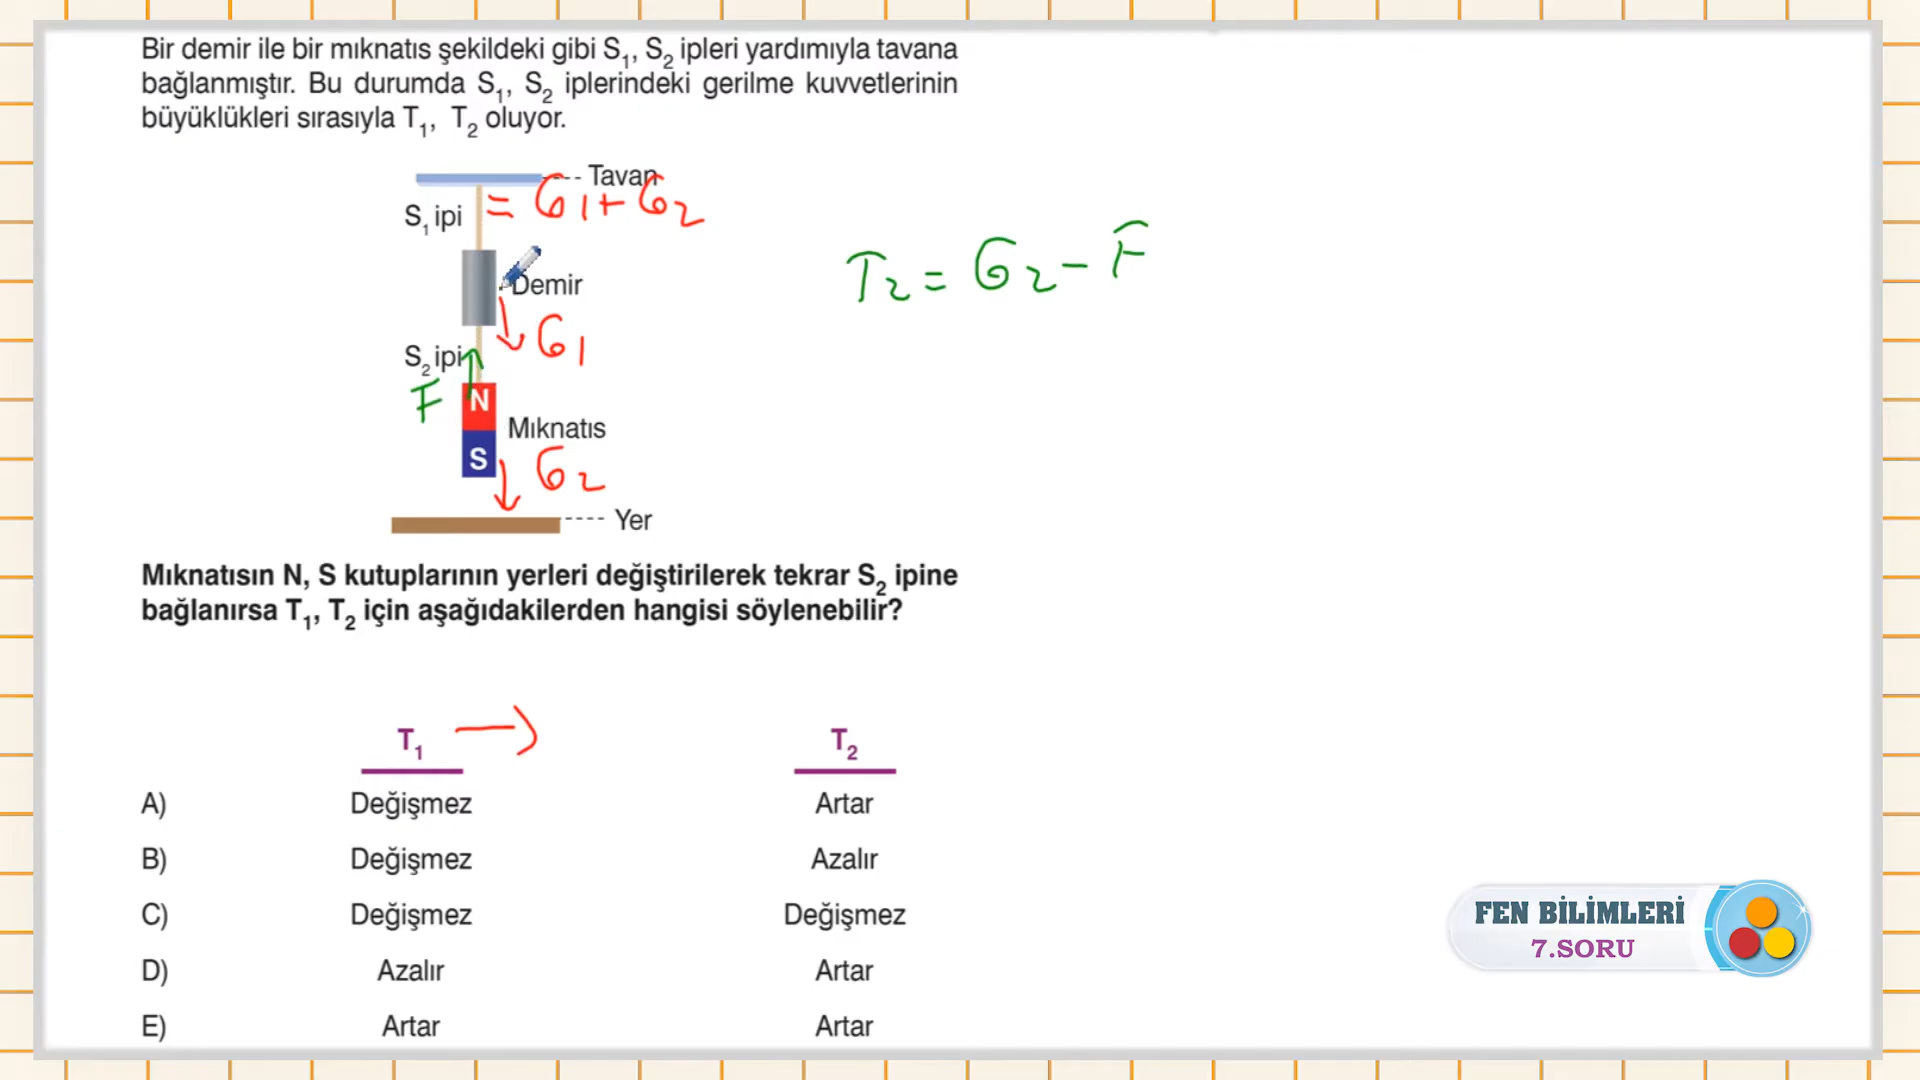 Bir demir ile bir mıknatıs şekildeki gibi S1, S2 ipleri yardımıyla tavana
bağlanmıştır. Bu durumda S1, S2 iplerindeki gerilme kuvvetlerinin
büyüklükleri sırasıyla T1, T2 oluyor.
Tavan
S1 ipi = G1+G2
T2 = G2 - F
Demir
G1
S2 ipi
F
N
Mıknatıs
S
G2
Yer
Mıknatısın N, S kutuplarının yerleri değiştirilerek tekrar S2 ipine
bağlanırsa T1, T2 için aşağıdakilerden hangisi söylenebilir?
T1 → T2
A) Değişmez Artar
B) Değişmez Azalır
C) Değişmez Değişmez
D) Azalır Artar
E) Artar Artar
FEN BİLİMLERİ
7.SORU